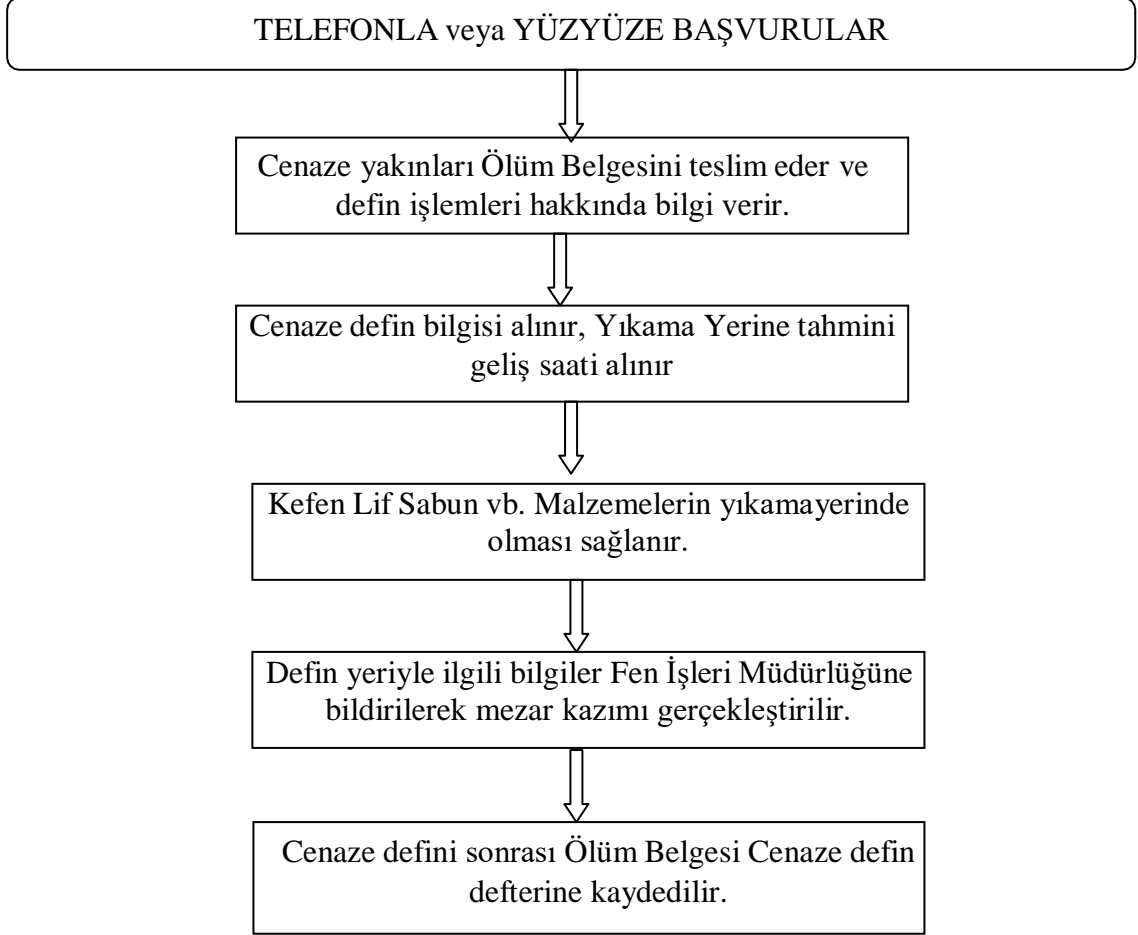 TELEFONLA veya YÜZYÜZE BAŞVURULAR
Cenaze yakınları Ölüm Belgesini teslim eder ve
defin işlemleri hakkında bilgi verir.
Cenaze defin bilgisi alınır, Yıkama Yerine tahmini
geliş saati alınır
Kefen Lif Sabun vb. Malzemelerin yıkamayerinde
olması sağlanır.
Defin yeriyle ilgili bilgiler Fen İşleri Müdürlüğüne
bildirilerek mezar kazımı gerçekleştirilir.
Cenaze defini sonrası Ölüm Belgesi Cenaze defin
defterine kaydedilir.